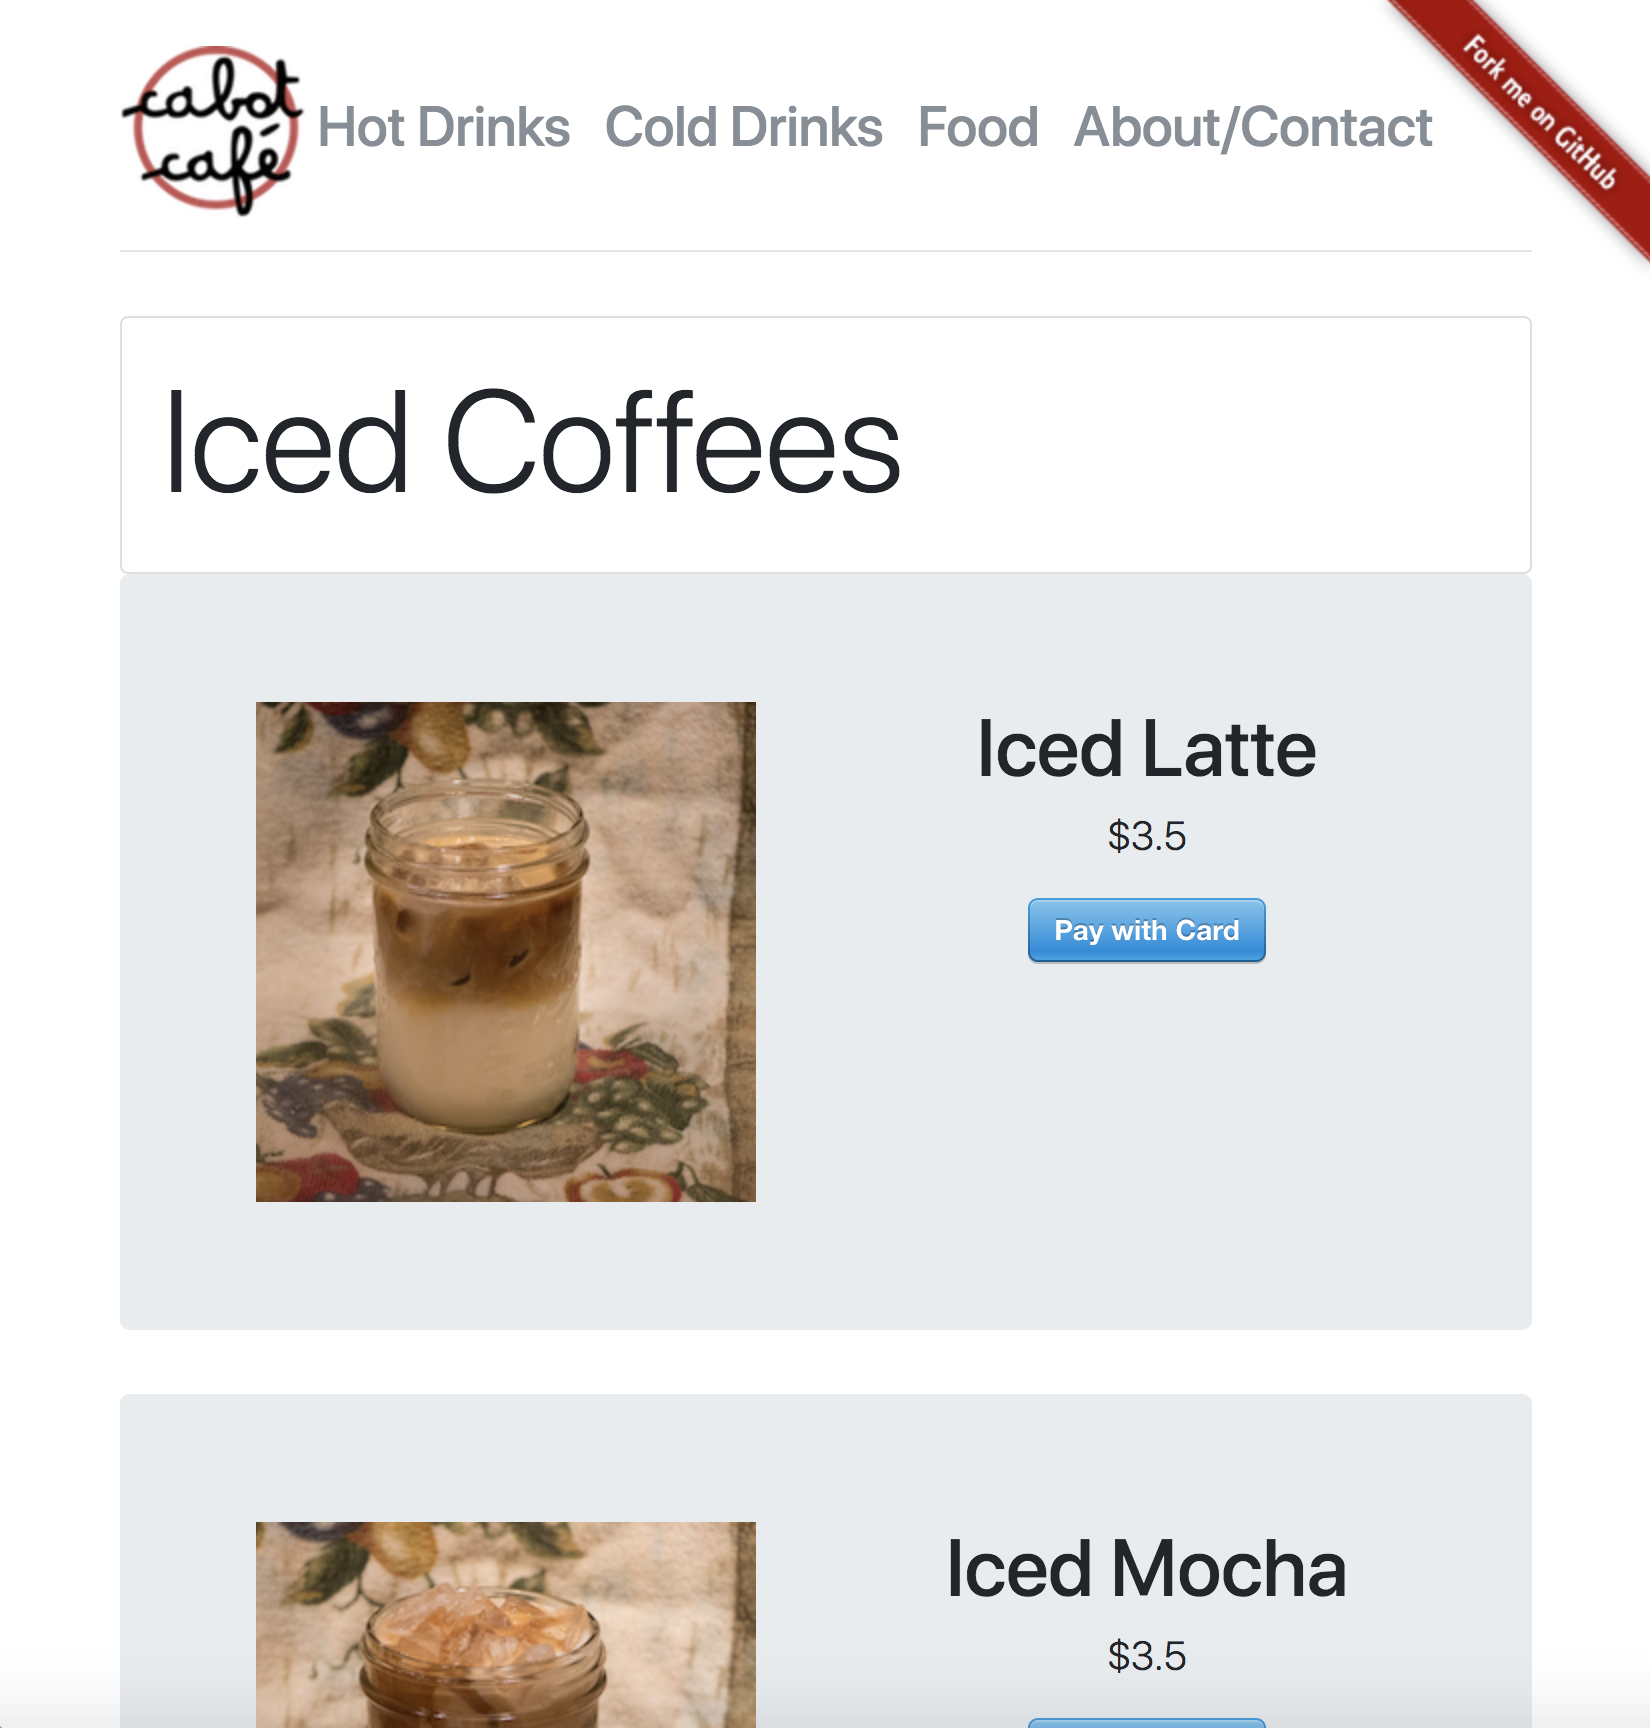 cabot
café
Hot Drinks Cold Drinks Food About/Contact
Fork me on GitHub
Iced Coffees
Iced Latte
$3.5
Pay with Card
Iced Mocha
$3.5